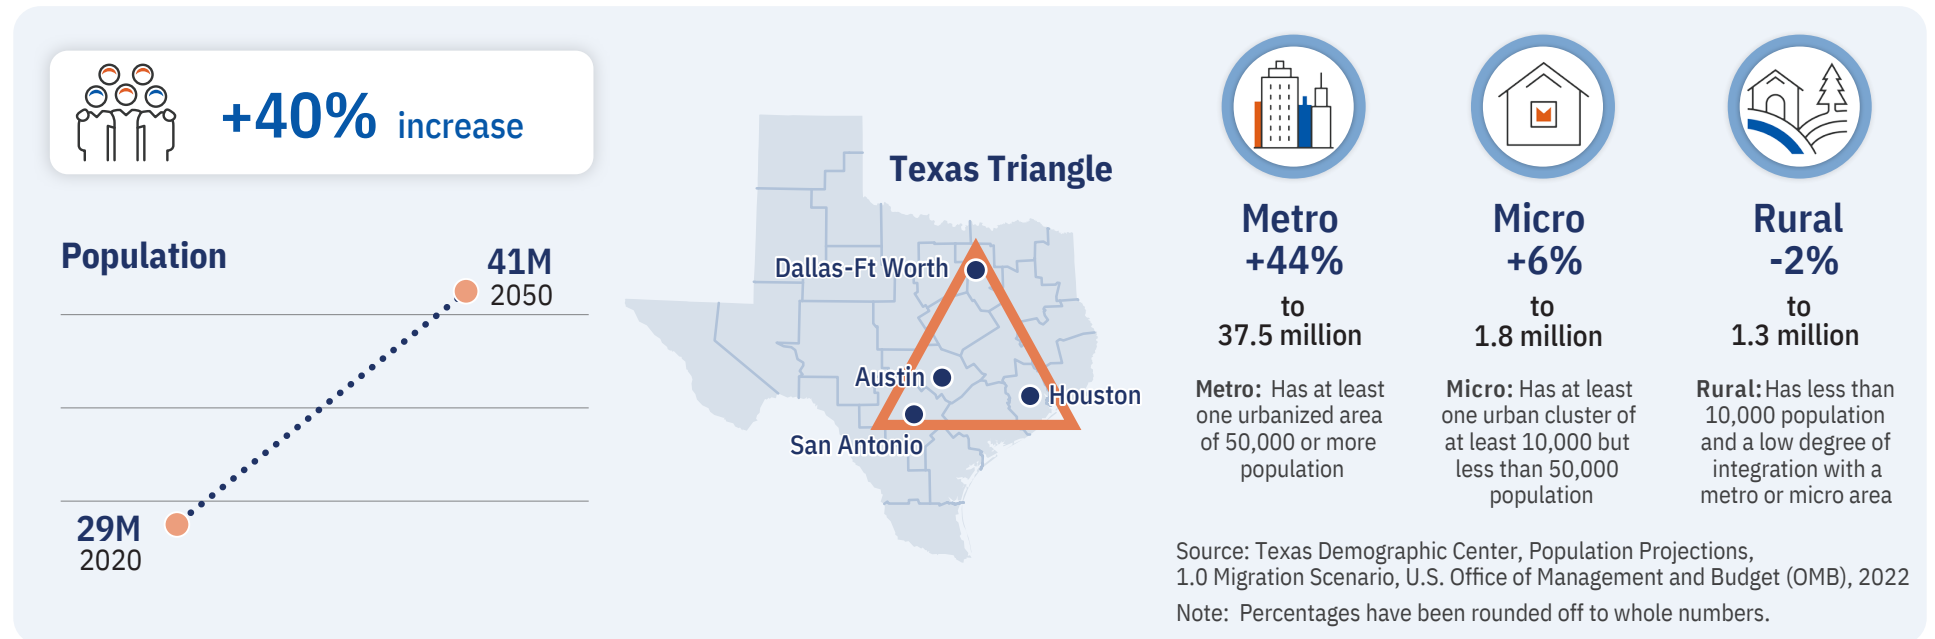 +40% increase
Population
41M
2050
29M
2020
Texas Triangle
Dallas-Ft Worth
Austin
Houston
San Antonio
Metro
+44%
to
37.5 million
Metro: Has at least
one urbanized area
of 50,000 or more
population
Micro
+6%
to
1.8 million
Micro: Has at least
one urban cluster of
at least 10,000 but
less than 50,000
population
Rural
-2%
to
1.3 million
Rural: Has less than
10,000 population
and a low degree of
integration with a
metro or micro area
Source: Texas Demographic Center, Population Projections,
1.0 Migration Scenario, U.S. Office of Management and Budget (OMB), 2022
Note: Percentages have been rounded off to whole numbers.